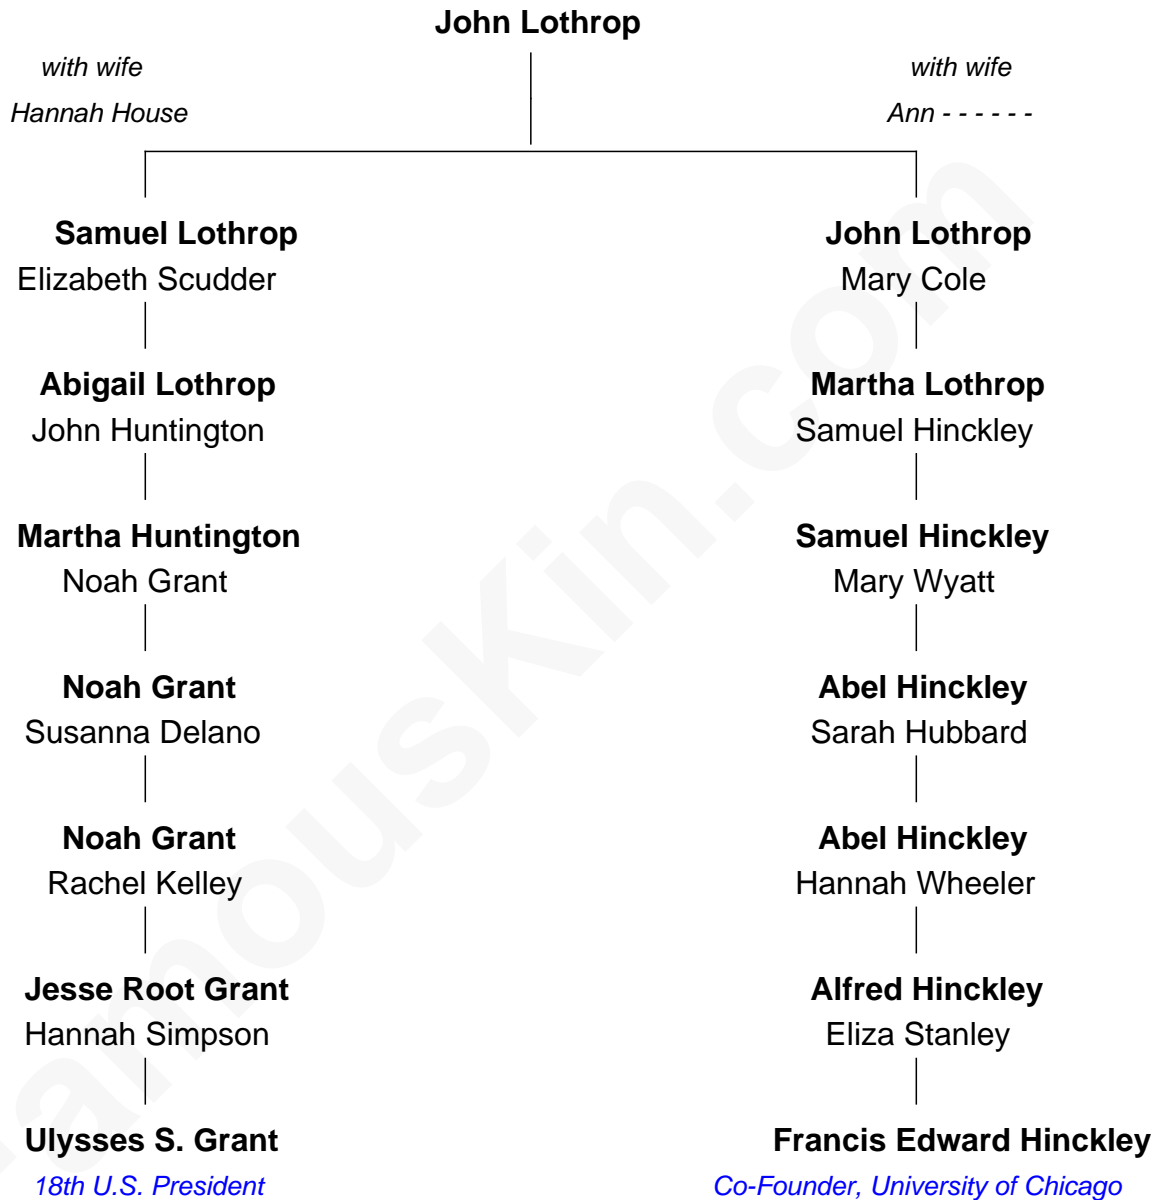 John Lothrop
with wife
with wife
Hannah House
Ann - - - - - -
Samuel Lothrop
John Lothrop
Elizabeth Scudder
Mary Cole
Abigail Lothrop
Martha Lothrop
John Huntington
Samuel Hinckley
Martha Huntington
Samuel Hinckley
Noah Grant
Mary Wyatt
Noah Grant
Abel Hinckley
Susanna Delano
Sarah Hubbard
Noah Grant
Abel Hinckley
Rachel Kelley
Hannah Wheeler
Jesse Root Grant
Alfred Hinckley
Hannah Simpson
Eliza Stanley
Ulysses S. Grant
Francis Edward Hinckley
18th U.S. President
Co-Founder, University of Chicago
FamousKin.com